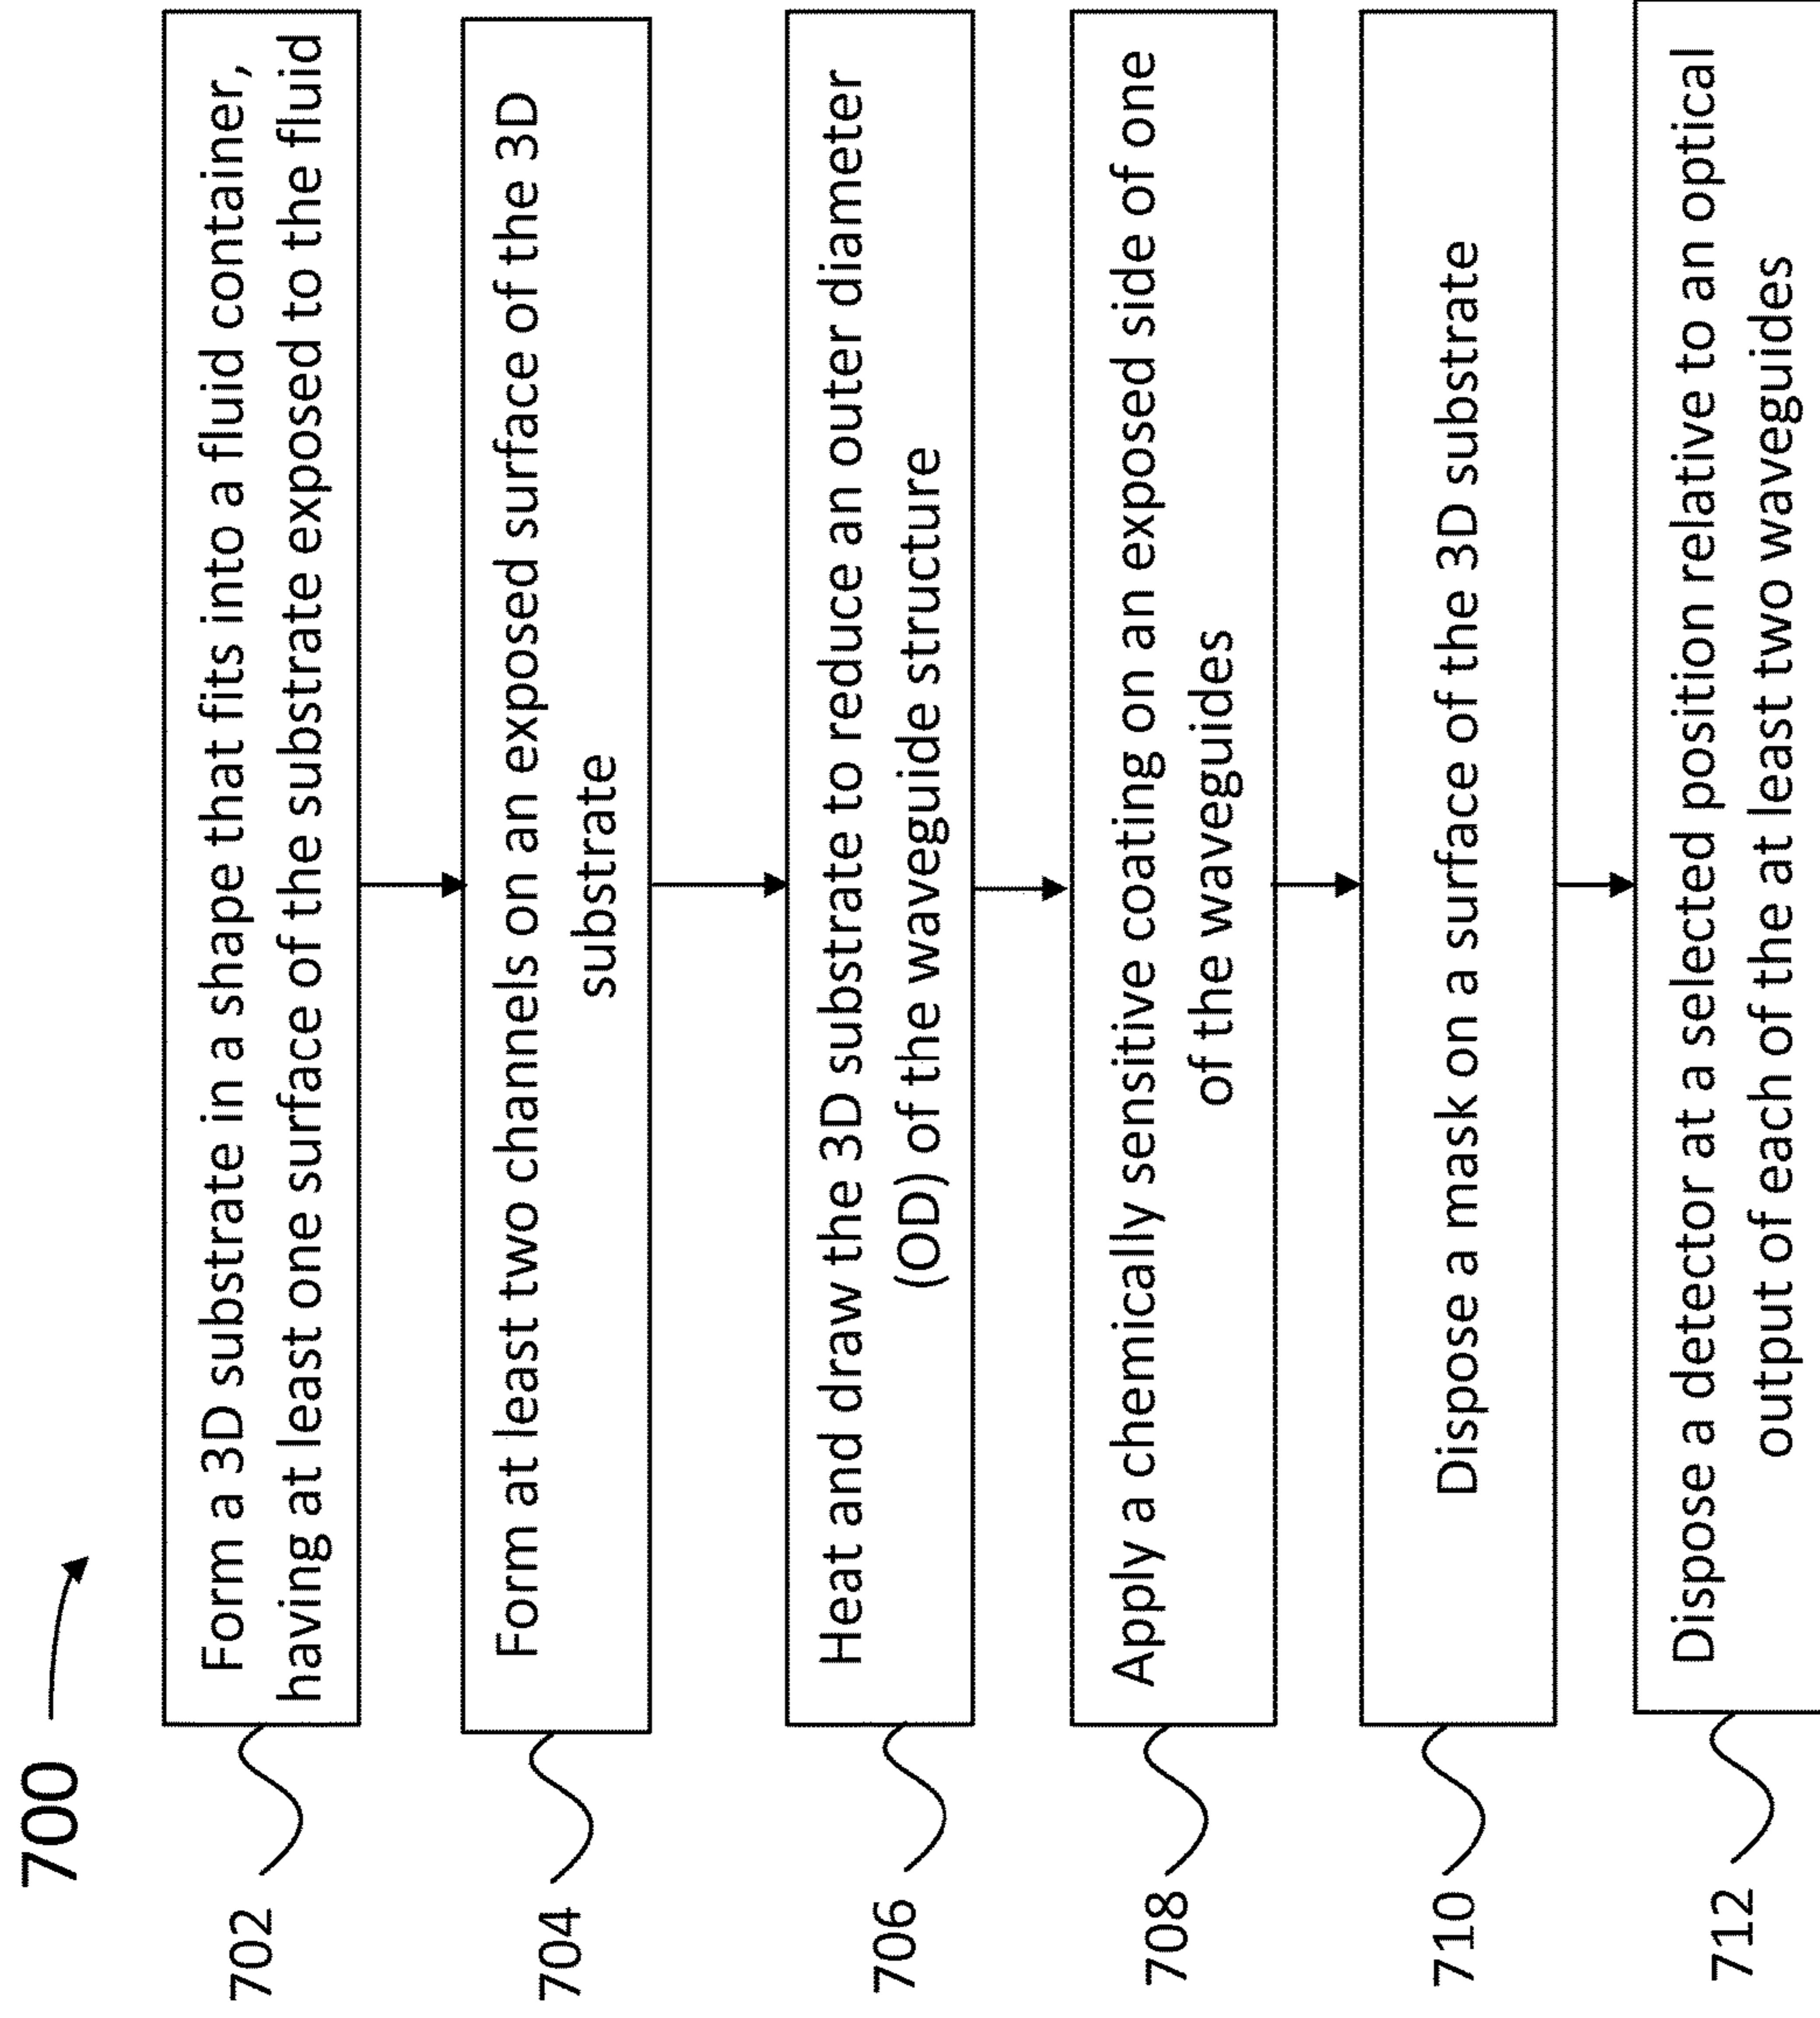 700
702
Form a 3D substrate in a shape that fits into a fluid container,
having at least one surface of the substrate exposed to the fluid
704
Form at least two channels on an exposed surface of the 3D
substrate
706
Heat and draw the 3D substrate to reduce an outer diameter
(OD) of the waveguide structure
708
Apply a chemically sensitive coating on an exposed side of one
of the waveguides
710
Dispose a mask on a surface of the 3D substrate
712
Dispose a detector at a selected position relative to an optical
output of each of the at least two waveguides